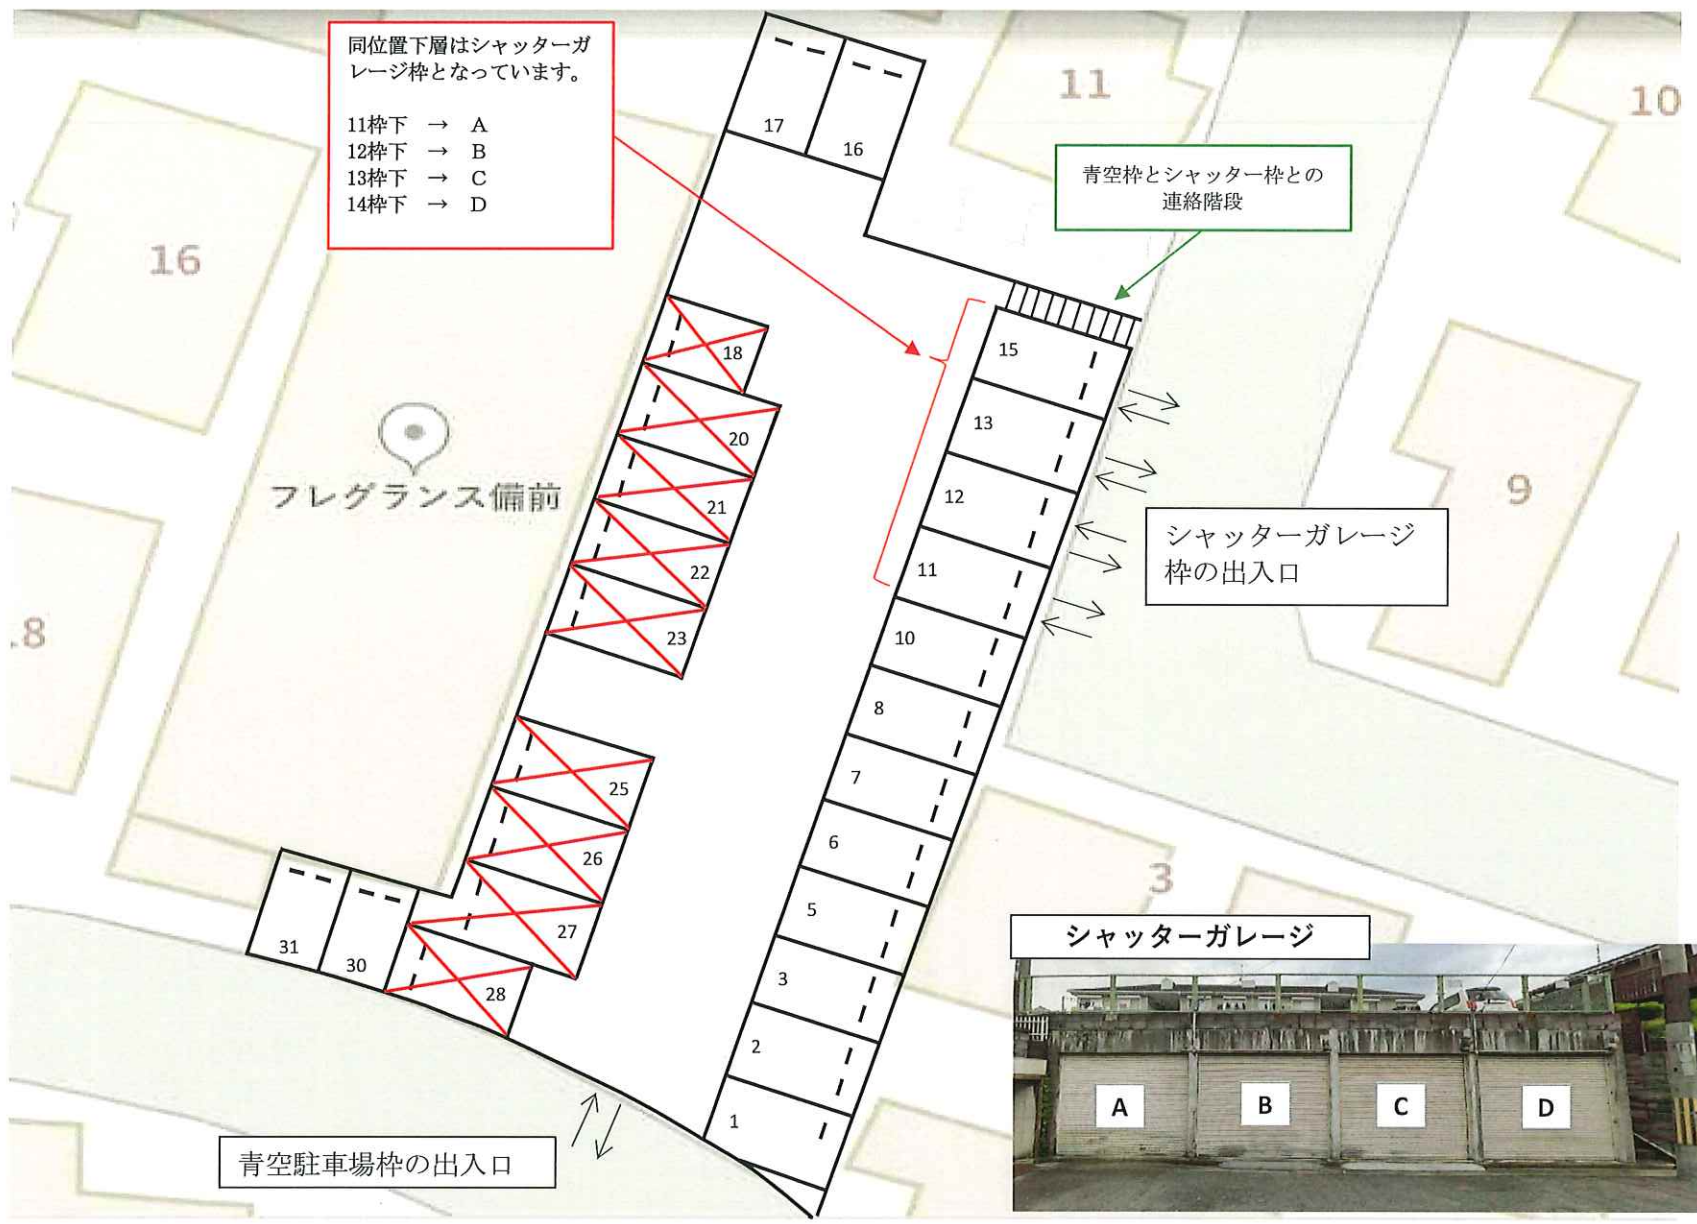 同位置下層はシャッターガ
レージ枠となっています。
11枠下 → A
12枠下 → B
13枠下 → C
14枠下 → D
17
16
11
10
青空枠とシャッター枠との
連絡階段
16
18
20
21
22
23
フレグランス備前
15
13
12
11
10
8
7
6
5
3
2
1
シャッターガレージ
枠の出入口
9
25
26
27
28
31
30
3
シャッターガレージ
A
B
C
D
青空駐車場枠の出入口